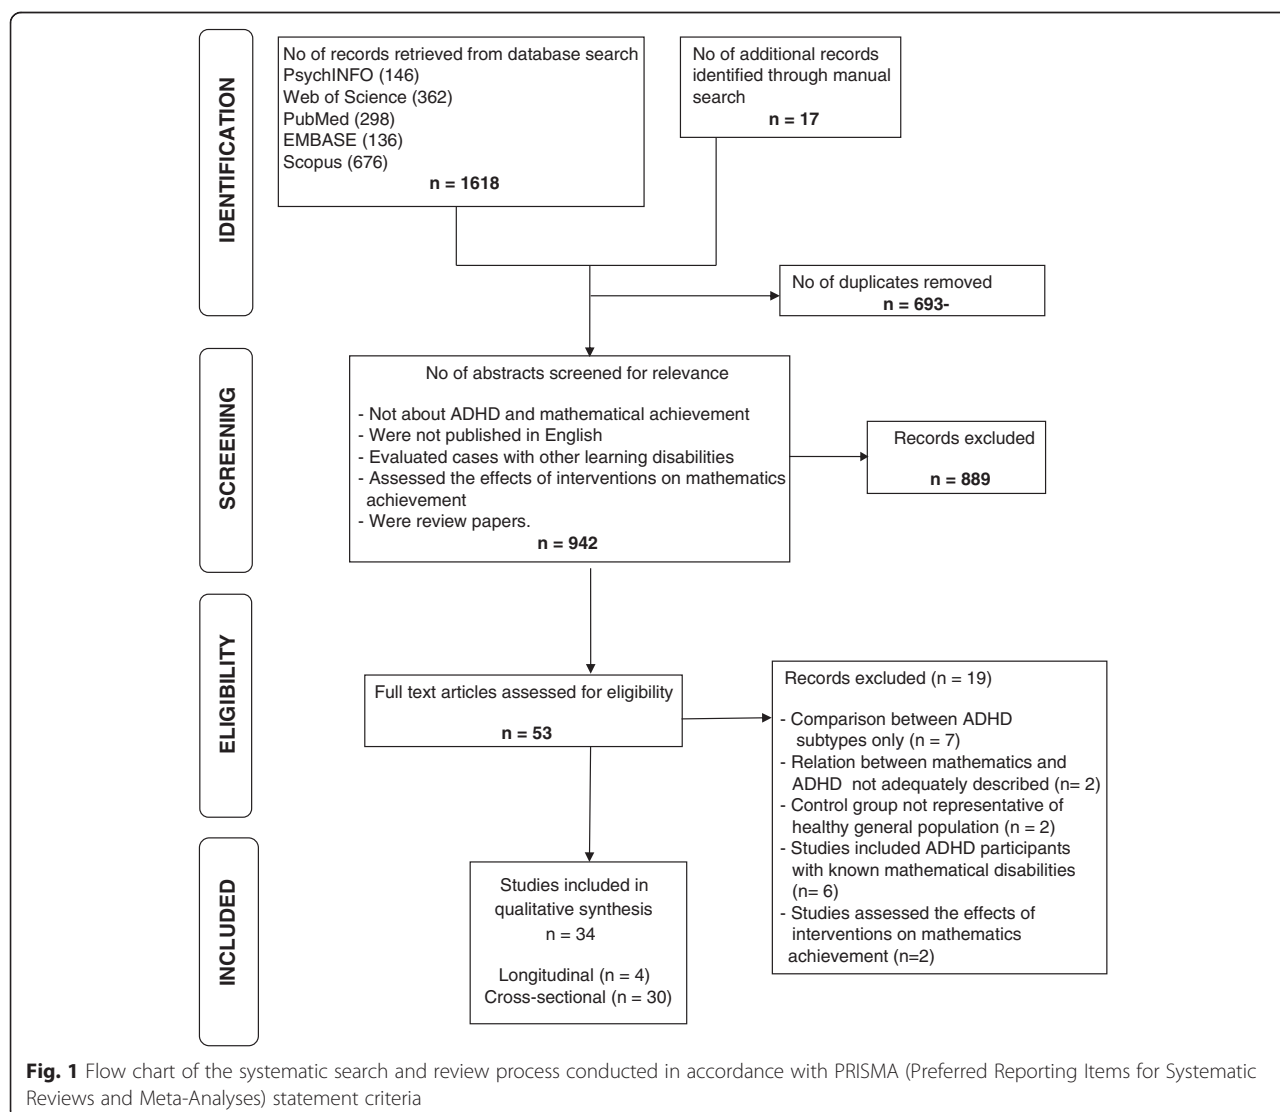 IDENTIFICATION
No of records retrieved from database search
PsychINFO (146)
Web of Science (362)
PubMed (298)
EMBASE (136)
Scopus (676)
n = 1618
No of additional records
identified through manual
search
n = 17
No of duplicates removed
n = 693-
SCREENING
No of abstracts screened for relevance
- Not about ADHD and mathematical achievement
- Were not published in English
- Evaluated cases with other learning disabilities
- Assessed the effects of interventions on mathematics
achievement
- Were review papers.
n = 942
Records excluded
n = 889
ELIGIBILITY
Full text articles assessed for eligibility
n = 53
Records excluded (n = 19)
- Comparison between ADHD
subtypes only (n = 7)
- Relation between mathematics and
ADHD not adequately described (n= 2)
- Control group not representative of
healthy general population (n = 2)
- Studies included ADHD participants
with known mathematical disabilities
(n= 6)
- Studies assessed the effects of
interventions on mathematics
achievement (n=2)
INCLUDED
Studies included in
qualitative synthesis
n = 34
Longitudinal (n = 4)
Cross-sectional (n = 30)
Fig. 1 Flow chart of the systematic search and review process conducted in accordance with PRISMA (Preferred Reporting Items for Systematic
Reviews and Meta-Analyses) statement criteria